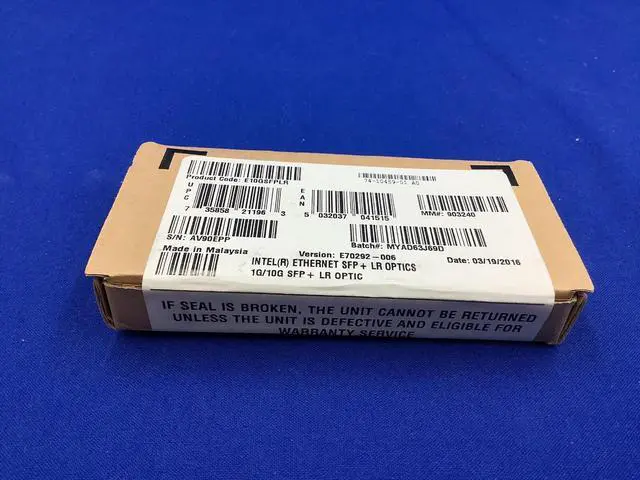 Product Code: E10GSFPLR
74-10459-01 A0
UPC
7 35858 21196 3
EAN
5 032037 041515
MM#: 903240
S/N: AV90EPP
Batch#: MYAD63J69D
Made in Malaysia
Version: E70292-006
Date: 03/19/2016
INTEL(R) ETHERNET SFP+ LR OPTICS
1G/10G SFP+ LR OPTIC
IF SEAL IS BROKEN, THE UNIT CANNOT BE RETURNED
UNLESS THE UNIT IS DEFECTIVE AND ELIGIBLE FOR
WARRANTY SERVICE